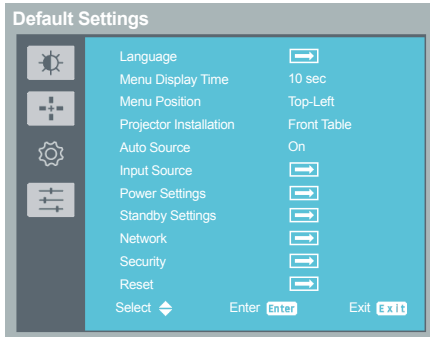 Default Settings
Language
Menu Display Time 10 sec
Menu Position Top-Left
Projector Installation Front Table
Auto Source On
Input Source
Power Settings
Standby Settings
Network
Security
Reset
Select Enter Enter Exit Exit